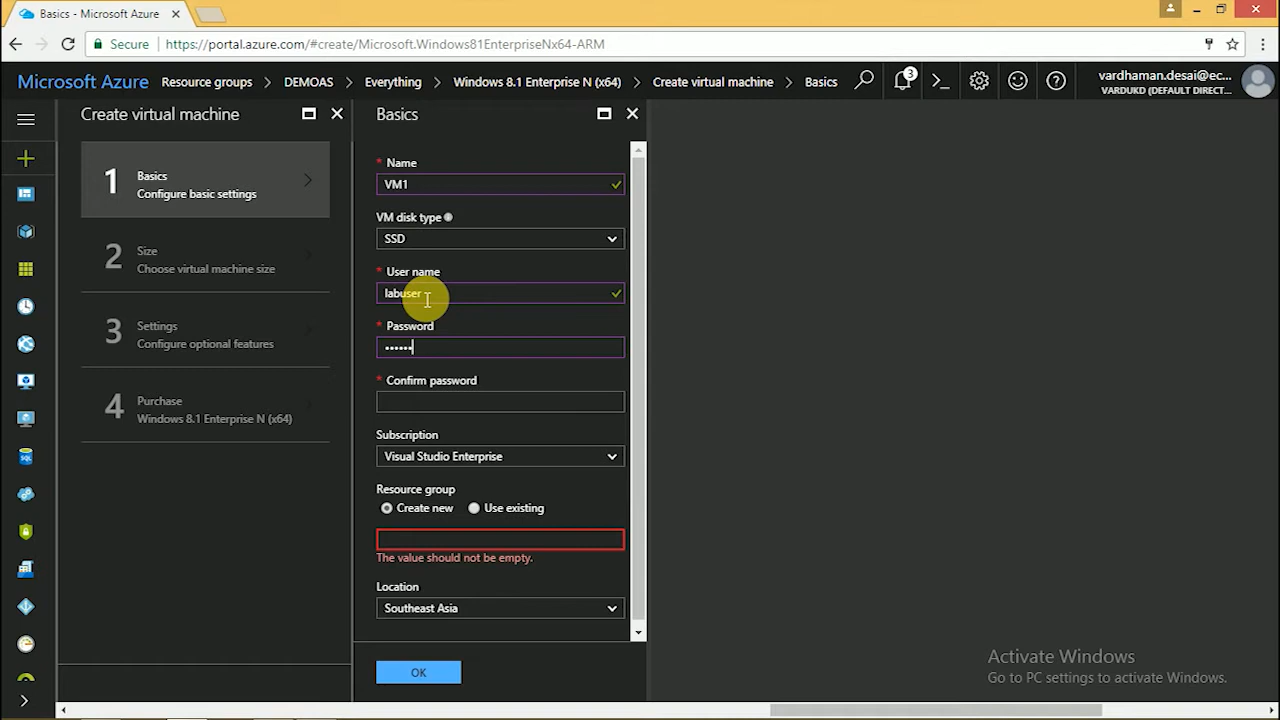 Basics - Microsoft Azure
Secure https://portal.azure.com/#create/Microsoft.Windows81EnterpriseNx64-ARM
Microsoft Azure Resource groups DEMOAS Everything Windows 8.1 Enterprise N (x64) Create virtual machine Basics 3 vardhaman.desai@ec...
VARDUKD (DEFAULT DIRECT...
Create virtual machine
1 Basics
Configure basic settings
2 Size
Choose virtual machine size
3 Settings
Configure optional features
4 Purchase
Windows 8.1 Enterprise N (x64)
Basics
* Name
VM1
VM disk type
SSD
* User name
labuser
* Password
••••••
* Confirm password
Subscription
Visual Studio Enterprise
Resource group
Create new Use existing
The value should not be empty.
Location
Southeast Asia
OK
Activate Windows
Go to PC settings to activate Windows.